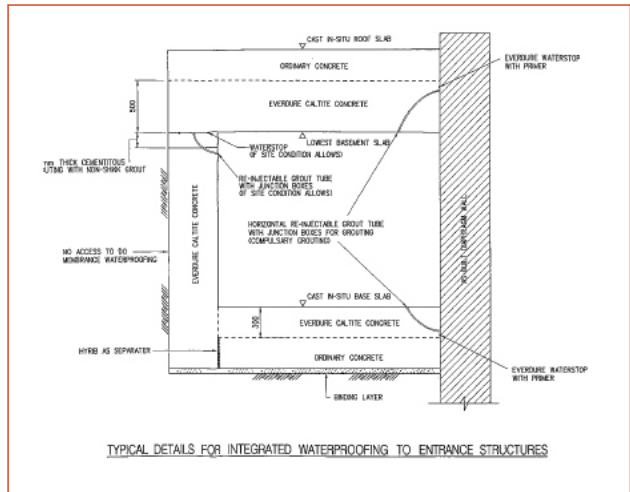 CAST IN-SITU ROOF SLAB
ORDINARY CONCRETE
EVERDURE WATERSTOP
WITH PRIMER
EVERDURE CALTITE CONCRETE
500
WATERSTOP
(IF SITE CONDITION ALLOWS)
LOWEST BASEMENT SLAB
THICK CEMENTITOUS
WITH NON-SHRINK GROUT
RE-INJECTABLE GROUT TUBE
WITH JUNCTION BOXES
(IF SITE CONDITION ALLOWS)
EVERDURE CALTITE CONCRETE
HORIZONTAL RE-INJECTABLE GROUT TUBE
WITH JUNCTION BOXES FOR GROUTING
(COMPULSARY GROUTING)
AS-BUILT DIAPHRAGM WALL
NO ACCESS TO DO
MEMBRANCE WATERPROOFING
CAST IN-SITU BASE SLAB
300
EVERDURE CALTITE CONCRETE
HYRIB AS SEPARATER
ORDINARY CONCRETE
EVERDURE WATERSTOP
WITH PRIMER
BINDING LAYER
TYPICAL DETAILS FOR INTEGRATED WATERPROOFING TO ENTRANCE STRUCTURES